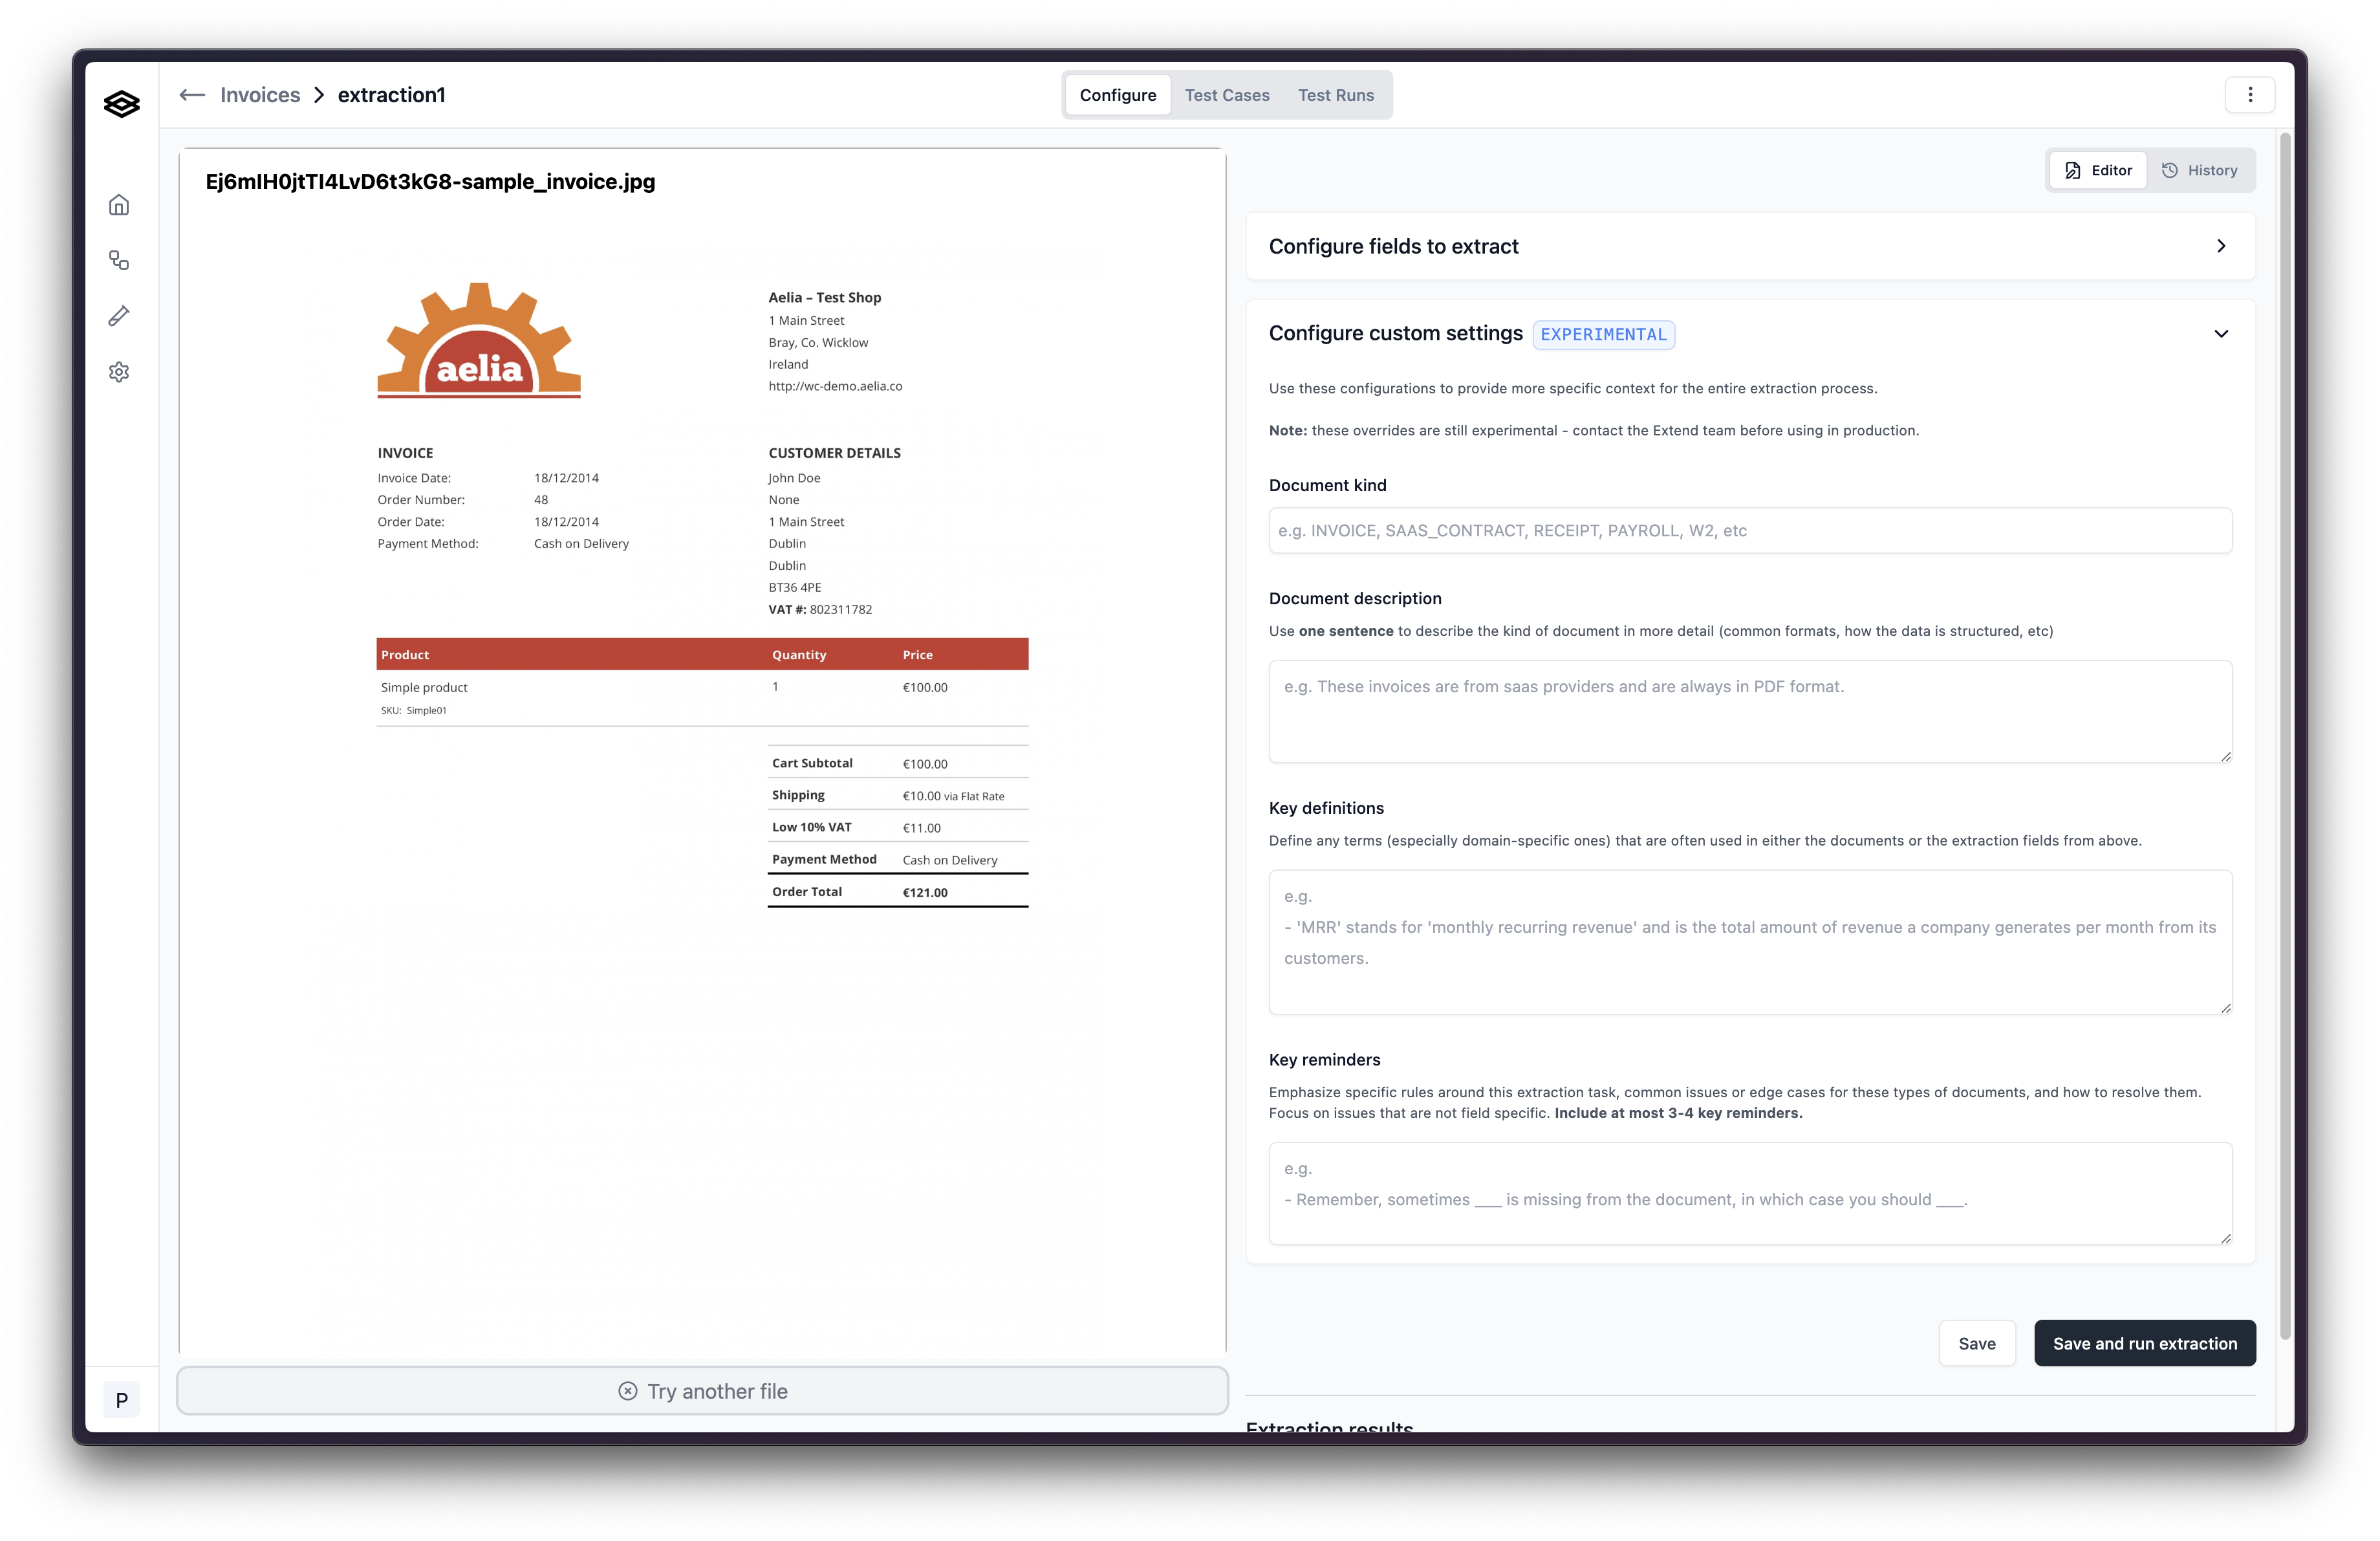 Invoices > extraction1
Configure Test Cases Test Runs
Ej6mIH0jtTI4LvD6t3kG8-sample_invoice.jpg
aelia
Aelia – Test Shop
1 Main Street
Bray, Co. Wicklow
Ireland
http://wc-demo.aelia.co
INVOICE
Invoice Date: 18/12/2014
Order Number: 48
Order Date: 18/12/2014
Payment Method: Cash on Delivery
CUSTOMER DETAILS
John Doe
None
1 Main Street
Dublin
Dublin
BT36 4PE
VAT #: 802311782
Product Quantity Price
Simple product 1 €100.00
SKU: Simple01
Cart Subtotal €100.00
Shipping €10.00 via Flat Rate
Low 10% VAT €11.00
Payment Method Cash on Delivery
Order Total €121.00
Try another file
P
Editor History
Configure fields to extract
Configure custom settings EXPERIMENTAL
Use these configurations to provide more specific context for the entire extraction process.
Note: these overrides are still experimental - contact the Extend team before using in production.
Document kind
e.g. INVOICE, SAAS_CONTRACT, RECEIPT, PAYROLL, W2, etc
Document description
Use one sentence to describe the kind of document in more detail (common formats, how the data is structured, etc)
e.g. These invoices are from saas providers and are always in PDF format.
Key definitions
Define any terms (especially domain-specific ones) that are often used in either the documents or the extraction fields from above.
e.g.
- 'MRR' stands for 'monthly recurring revenue' and is the total amount of revenue a company generates per month from its
customers.
Key reminders
Emphasize specific rules around this extraction task, common issues or edge cases for these types of documents, and how to resolve them.
Focus on issues that are not field specific. Include at most 3-4 key reminders.
e.g.
- Remember, sometimes ___ is missing from the document, in which case you should ___.
Save Save and run extraction
Extraction results